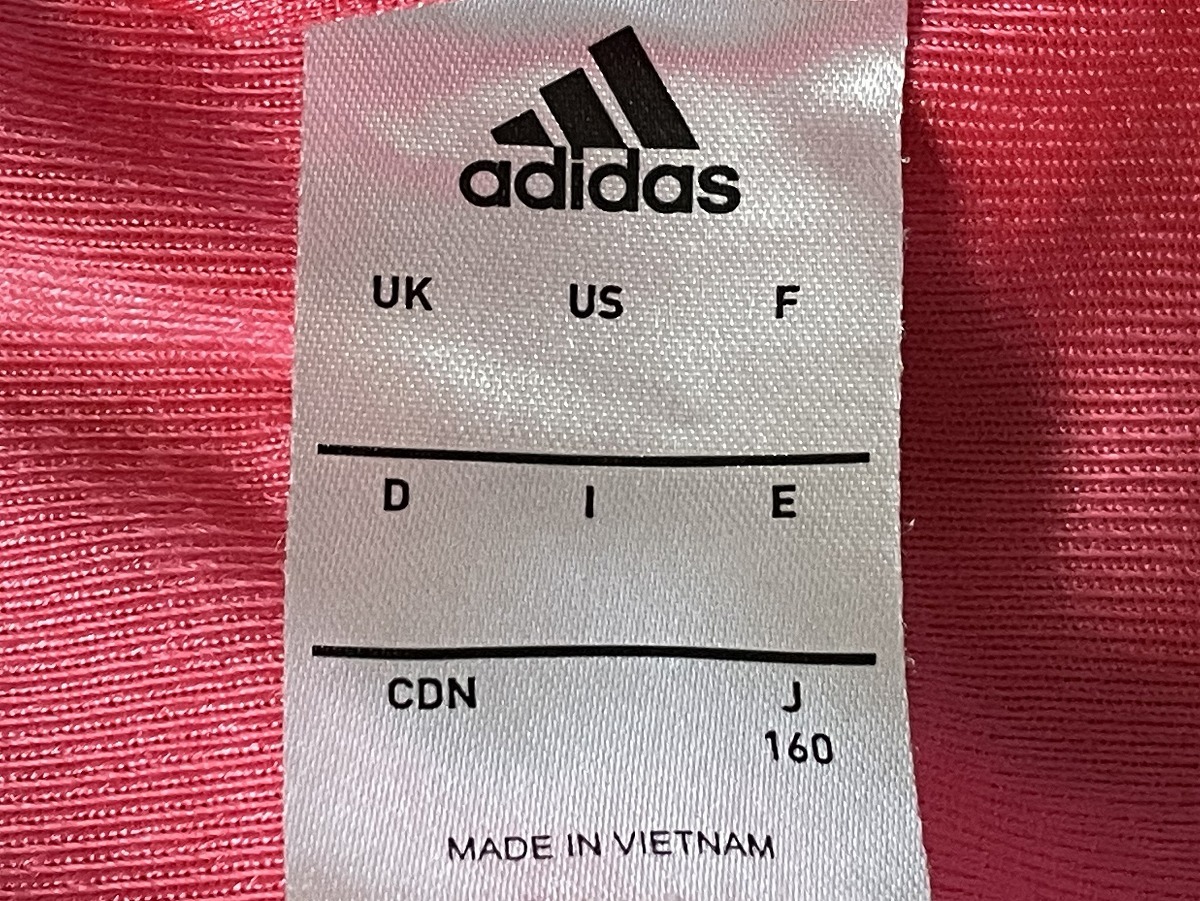 adidas
UK US F
D I E
CDN J
160
MADE IN VIETNAM